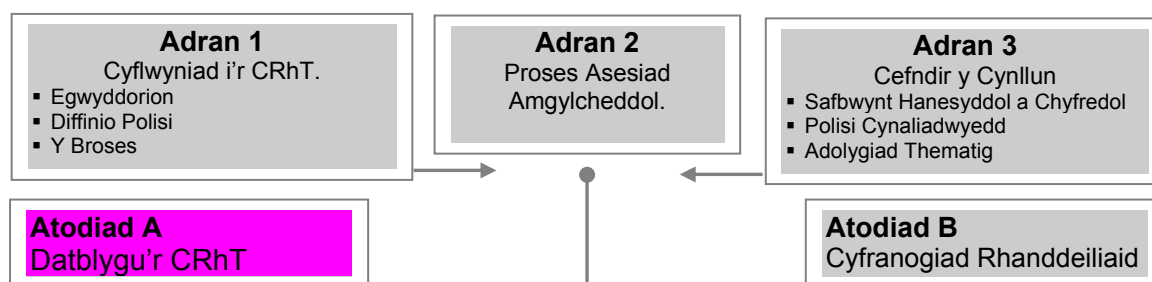 Adran 1
Cyflwyniad i'r CRhT.
▪ Egwyddorion
▪ Diffinio Polisi
▪ Y Broses
Adran 2
Proses Asesiad
Amgylcheddol.
Adran 3
Cefndir y Cynllun
▪ Safbwynt Hanesyddol a Chyfredol
▪ Polisi Cynaliadwyedd
▪ Adolygiad Thematig
Atodiad A
Datblygu'r CRhT
Atodiad B
Cyfranogiad Rhanddeiliaid